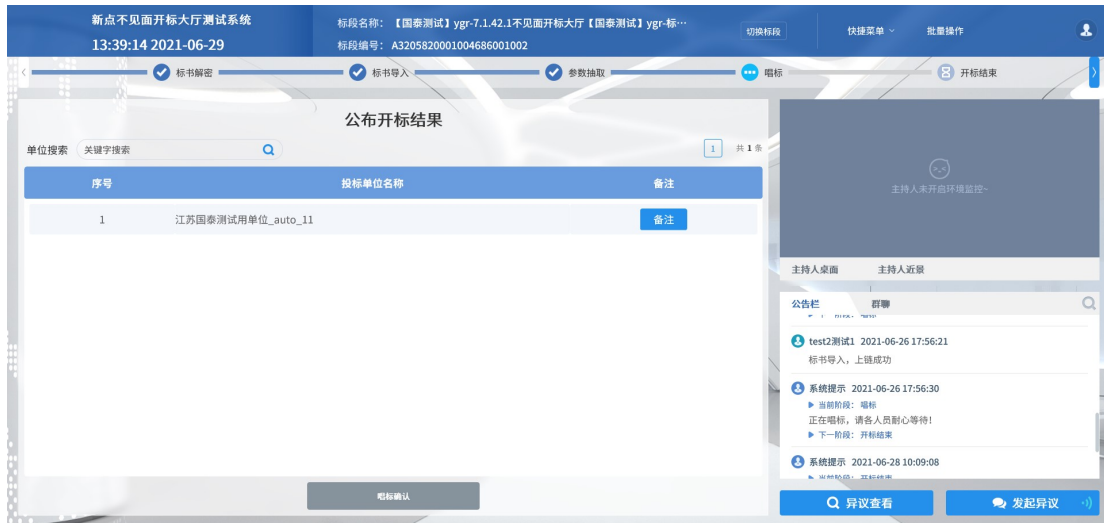 新点不见面开标大厅测试系统
13:39:14 2021-06-29
标段名称： 【国泰测试】ygr-7.1.42.1不见面开标大厅【国泰测试】ygr-标…
标段编号： A3205820001004686001002
切换标段
快捷菜单
批量操作
标书解密
标书导入
参数抽取
唱标
开标结束
公布开标结果
单位搜索 关键字搜索
1 共 1 条
序号 投标单位名称 备注
1 江苏国泰测试用单位_auto_11 备注
唱标确认
主持人未开启环境监控~
主持人桌面 主持人近景
公告栏 群聊
test2测试1 2021-06-26 17:56:21
标书导入，上链成功
系统提示 2021-06-26 17:56:30
当前阶段： 唱标
正在唱标，请各人员耐心等待！
下一阶段： 开标结束
系统提示 2021-06-28 10:09:08
异议查看 发起异议